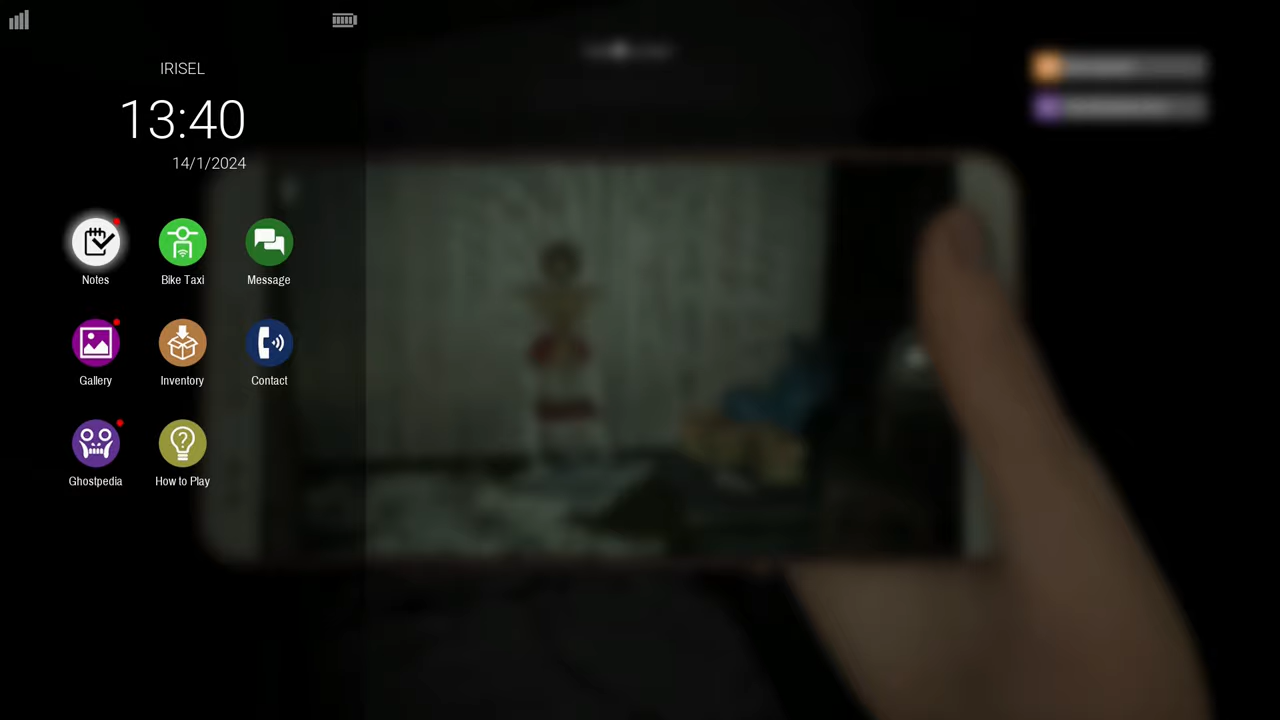 IRISEL
13:40
14/1/2024
Notes
Bike Taxi
Message
Gallery
Inventory
Contact
Ghostpedia
How to Play